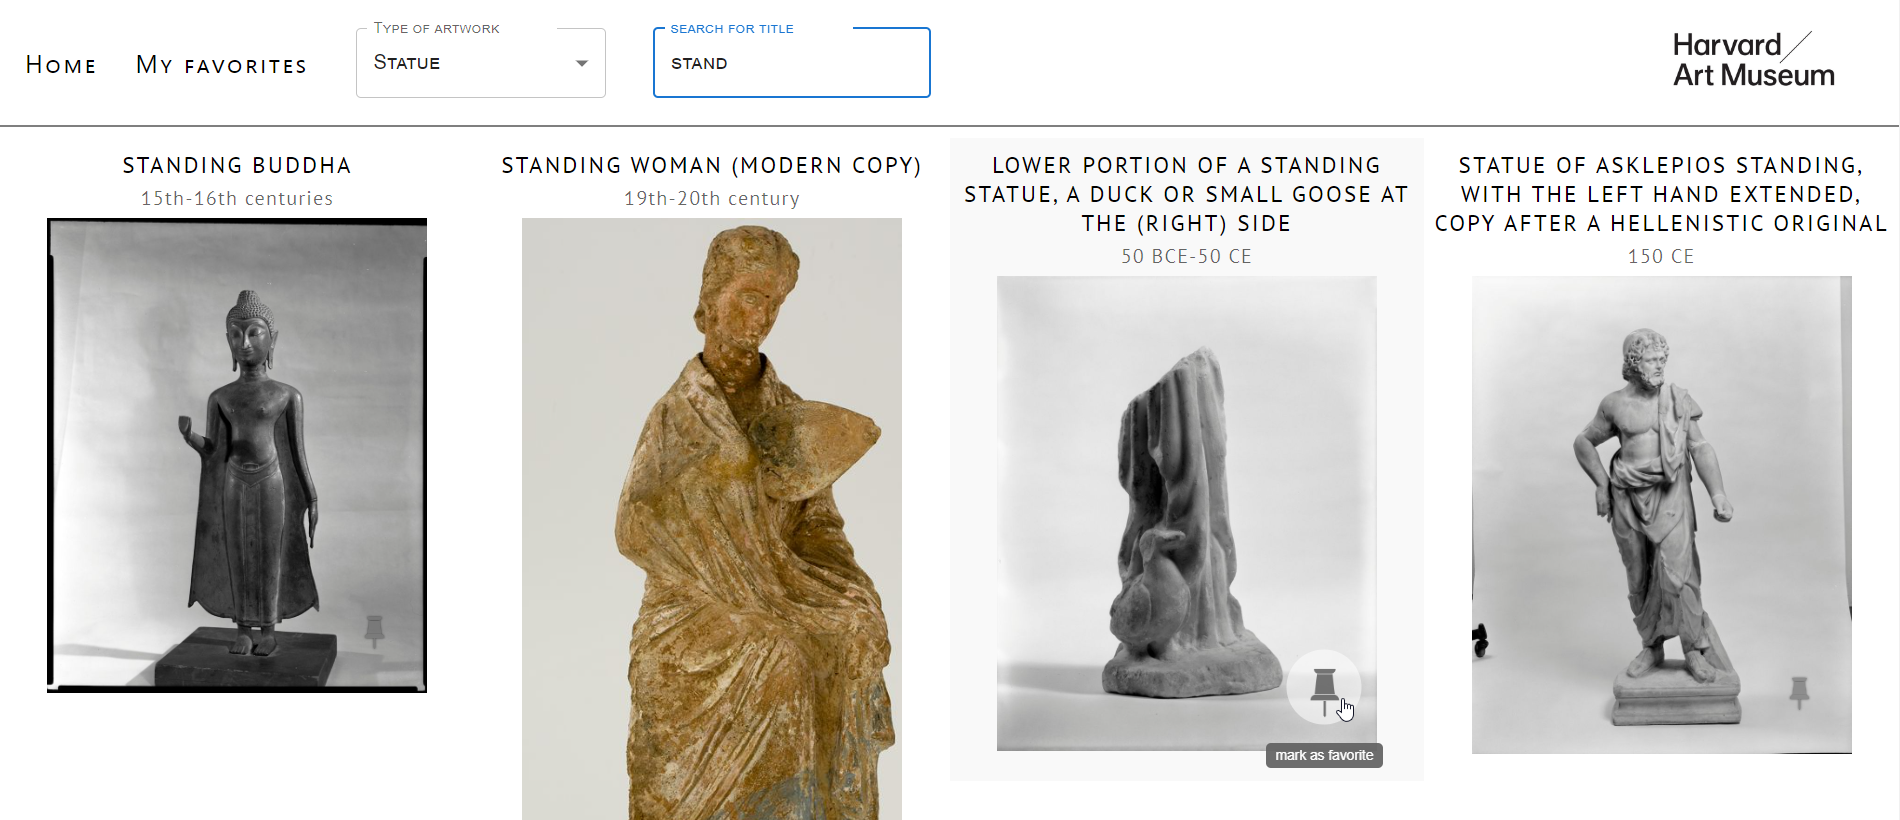 Home
My favorites
Type of artwork
Statue
SEARCH FOR TITLE
STAND
Harvard
Art Museum
STANDING BUDDHA
15th-16th centuries
STANDING WOMAN (MODERN COPY)
19th-20th century
LOWER PORTION OF A STANDING
STATUE, A DUCK OR SMALL GOOSE AT
THE (RIGHT) SIDE
50 BCE-50 CE
STATUE OF ASKLEPIOS STANDING,
WITH THE LEFT HAND EXTENDED,
COPY AFTER A HELLENISTIC ORIGINAL
150 CE
mark as favorite